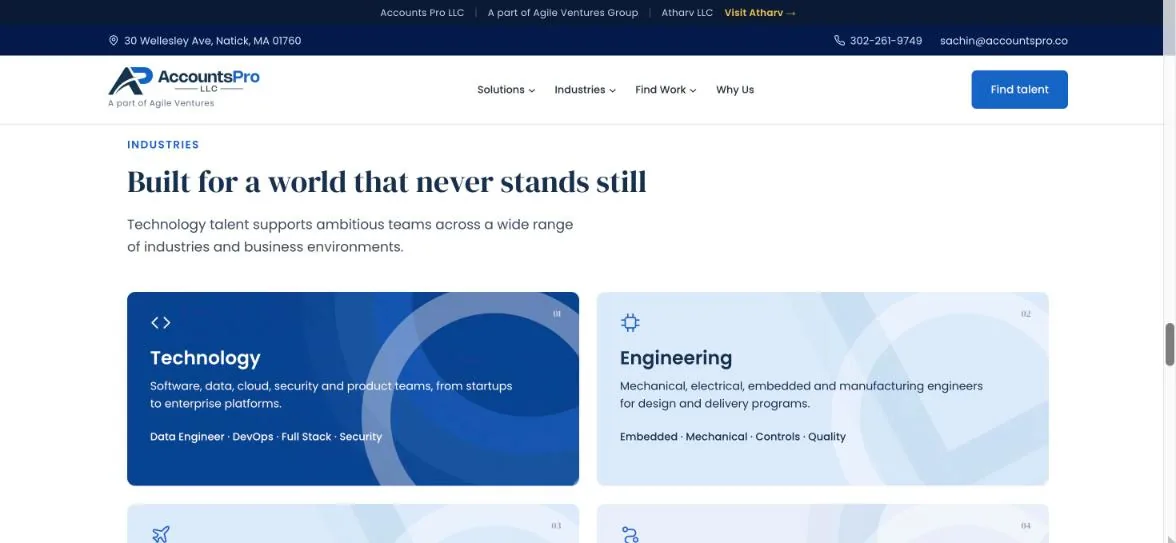 Accounts Pro LLC | A part of Agile Ventures Group | Atharv LLC Visit Atharv →
30 Wellesley Ave, Natick, MA 01760
302-261-9749 sachin@accountspro.co
AccountsPro
LLC
A part of Agile Ventures
Solutions Industries Find Work Why Us
Find talent
INDUSTRIES
Built for a world that never stands still
Technology talent supports ambitious teams across a wide range
of industries and business environments.
01
Technology
Software, data, cloud, security and product teams, from startups
to enterprise platforms.
Data Engineer · DevOps · Full Stack · Security
02
Engineering
Mechanical, electrical, embedded and manufacturing engineers
for design and delivery programs.
Embedded · Mechanical · Controls · Quality
03
04